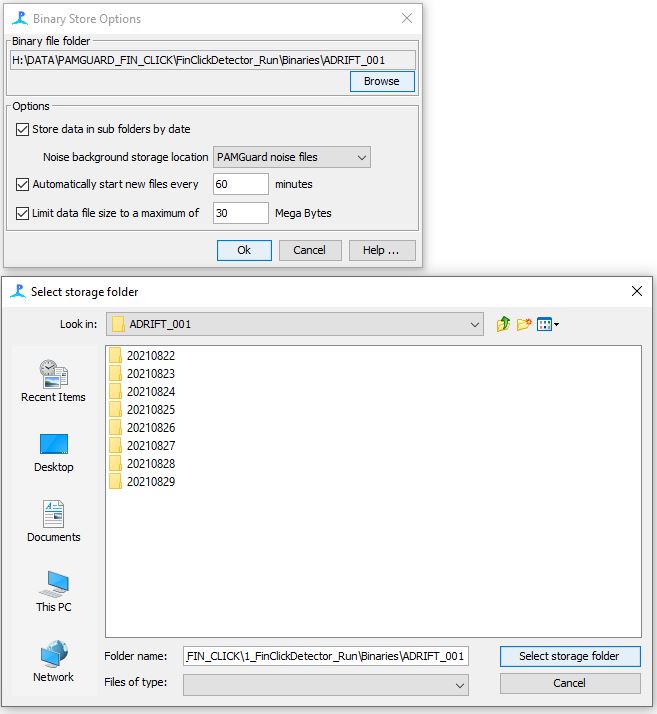 Binary Store Options
Binary file folder
H:\DATA\PAMGUARD_FIN_CLICK\FinClickDetector_Run\Binaries\ADRIFT_001
Browse
Options
Store data in sub folders by date
Noise background storage location PAMGuard noise files
Automatically start new files every 60 minutes
Limit data file size to a maximum of 30 Mega Bytes
Ok Cancel Help ...
Select storage folder
Look in: ADRIFT_001
20210822
20210823
20210824
20210825
20210826
20210827
20210828
20210829
Recent Items
Desktop
Documents
This PC
Network
Folder name: _FIN_CLICK\1_FinClickDetector_Run\Binaries\ADRIFT_001 Select storage folder
Files of type: Cancel